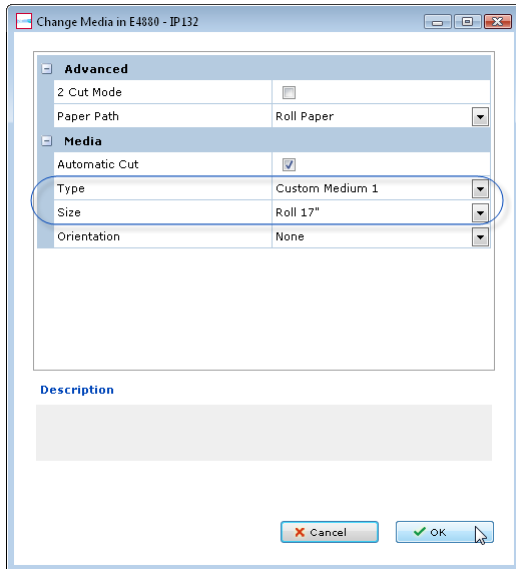 Change Media in E4880 - IP132
Advanced
2 Cut Mode
Paper Path Roll Paper
Media
Automatic Cut
Type Custom Medium 1
Size Roll 17"
Orientation None
Description
Cancel OK